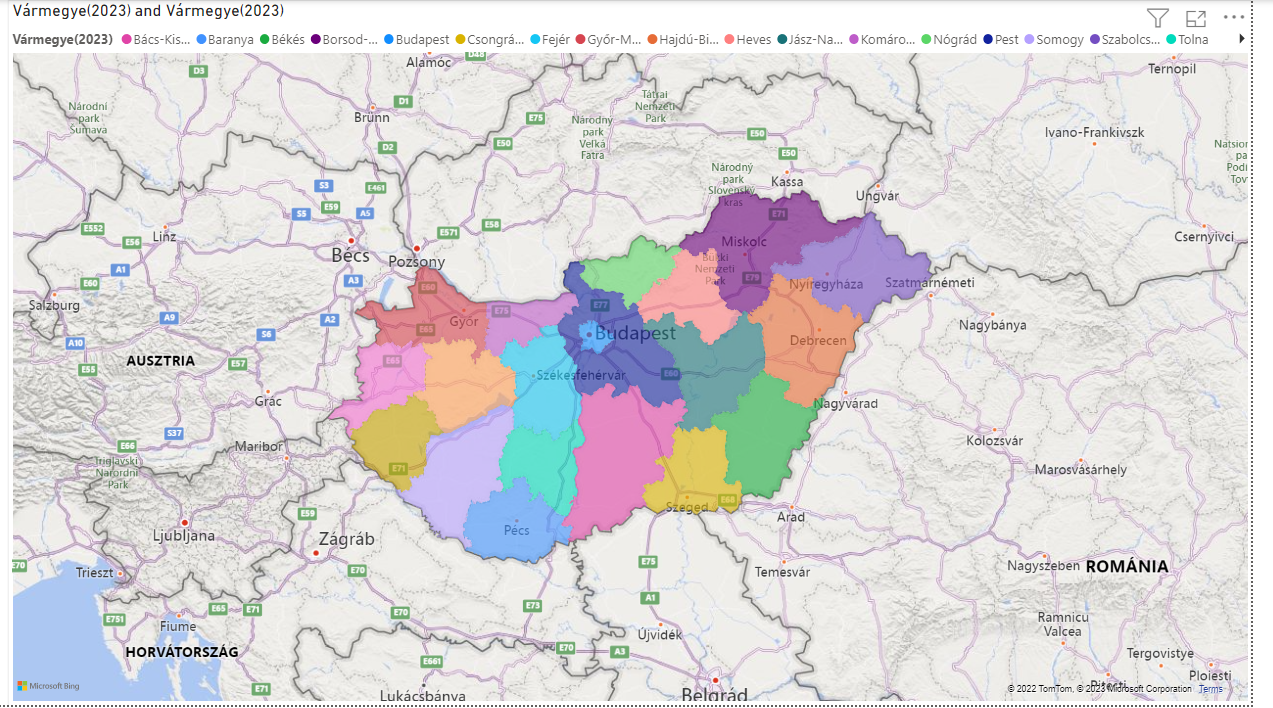 Vármegye(2023) and Vármegye(2023)
Vármegye(2023) Bács-Kis... Baranya Békés Borsod-... Budapest Csongrá... Fejér Győr-M... Hajdú-Bi... Heves Jász-Na... Komáro... Nógrád Pest Somogy Szabolcs... Tolna
D48
Alamóc
Ternopil
D3
Tátrai
Nemzeti
Park
D1
Národní
park
Šumava
Brünn
E75
Národný
park
Veľká
Fatra
E50
Ivano-Frankivszk
D2
E50
E50
Národný
park
Slovenský
kras
Kassa
Ungvár
S3
E461
E59
S5
A5
E71
E552
E56
Linz
E571
E58
Csernyivci
Miskolc
Bécs
Pozsony
Bükki
Nemzeti
Park
A1
E60
A3
E60
E79
Nyíregyháza
Szatmárnémeti
Salzburg
E77
A9
A2
Győr
E75
Nagybánya
S6
E65
Budapest
A10
Debrecen
AUSZTRIA
E65
E57
E55
Székesfehérvár
E60
Grác
Nagyvárad
S37
Kolozsvár
E66
Maribor
Triglavski
Narodni
Park
E71
Marosvásárhely
E68
Szeged
E59
Arad
Ljubljana
Pécs
Zágráb
E70
Trieszt
E70
E75
Temesvár
Nagyszeben
ROMÁNIA
A1
E751
E65
E71
E70
E73
Fiume
Ramnicu
Valcea
Újvidék
HORVÁTORSZÁG
E70
A3
E661
Tergovistye
Ploiesti
E71
Lukácsbánya
Belgrád
Pitesti
Microsoft Bing
© 2022 TomTom, © 2023 Microsoft Corporation Terms